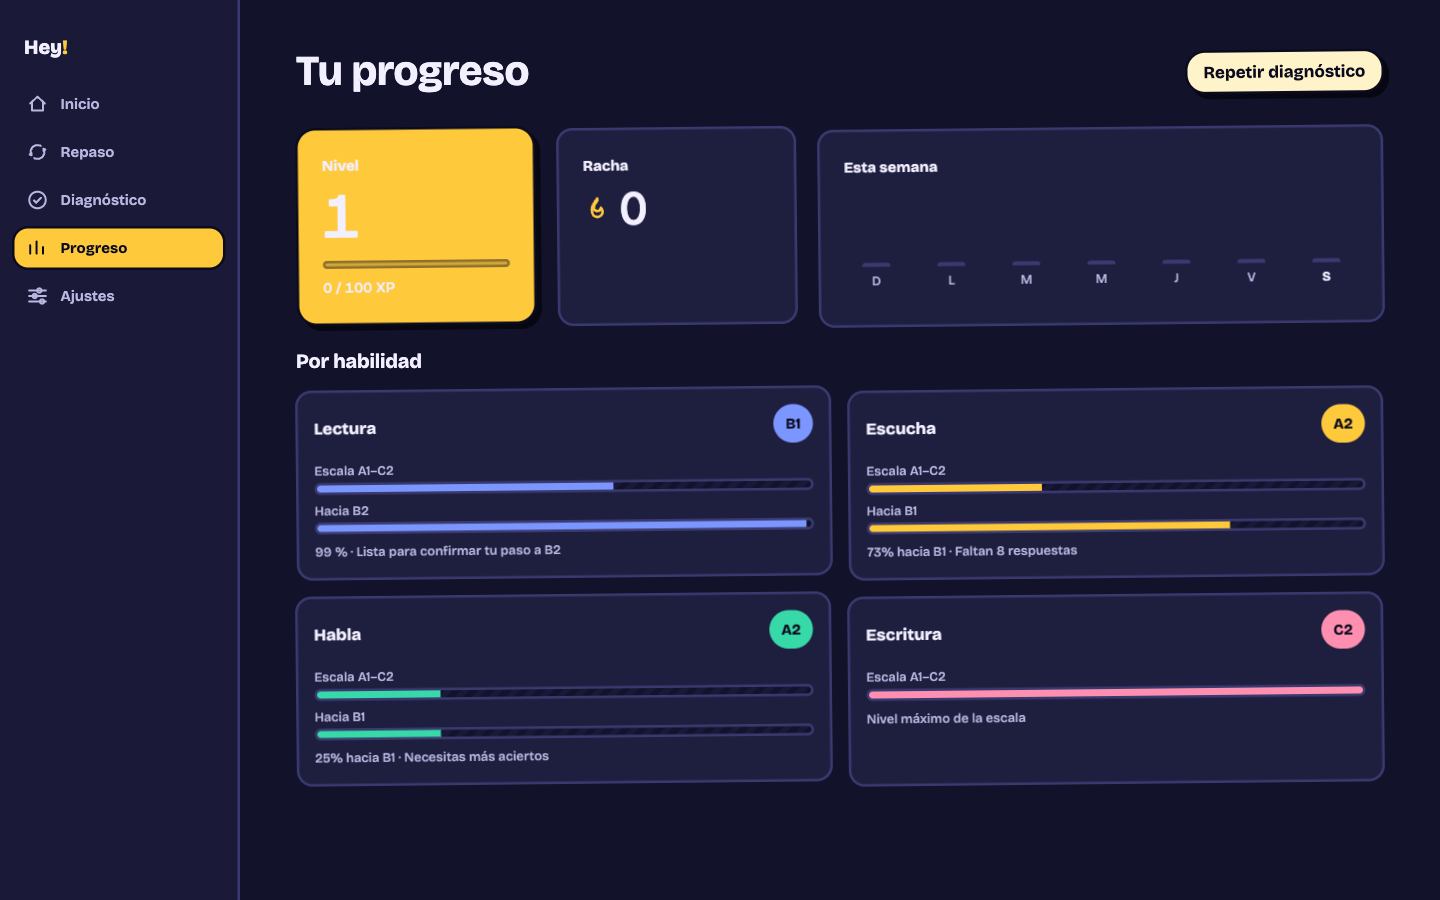 Hey!
Inicio
Repaso
Diagnóstico
Progreso
Ajustes
Tu progreso
Repetir diagnóstico
Nivel
1
0 / 100 XP
Racha
0
Esta semana
D L M M J V S
Por habilidad
Lectura
B1
Escala A1–C2
Hacia B2
99 % · Lista para confirmar tu paso a B2
Escucha
A2
Escala A1–C2
Hacia B1
73% hacia B1 · Faltan 8 respuestas
Habla
A2
Escala A1–C2
Hacia B1
25% hacia B1 · Necesitas más aciertos
Escritura
C2
Escala A1–C2
Nivel máximo de la escala